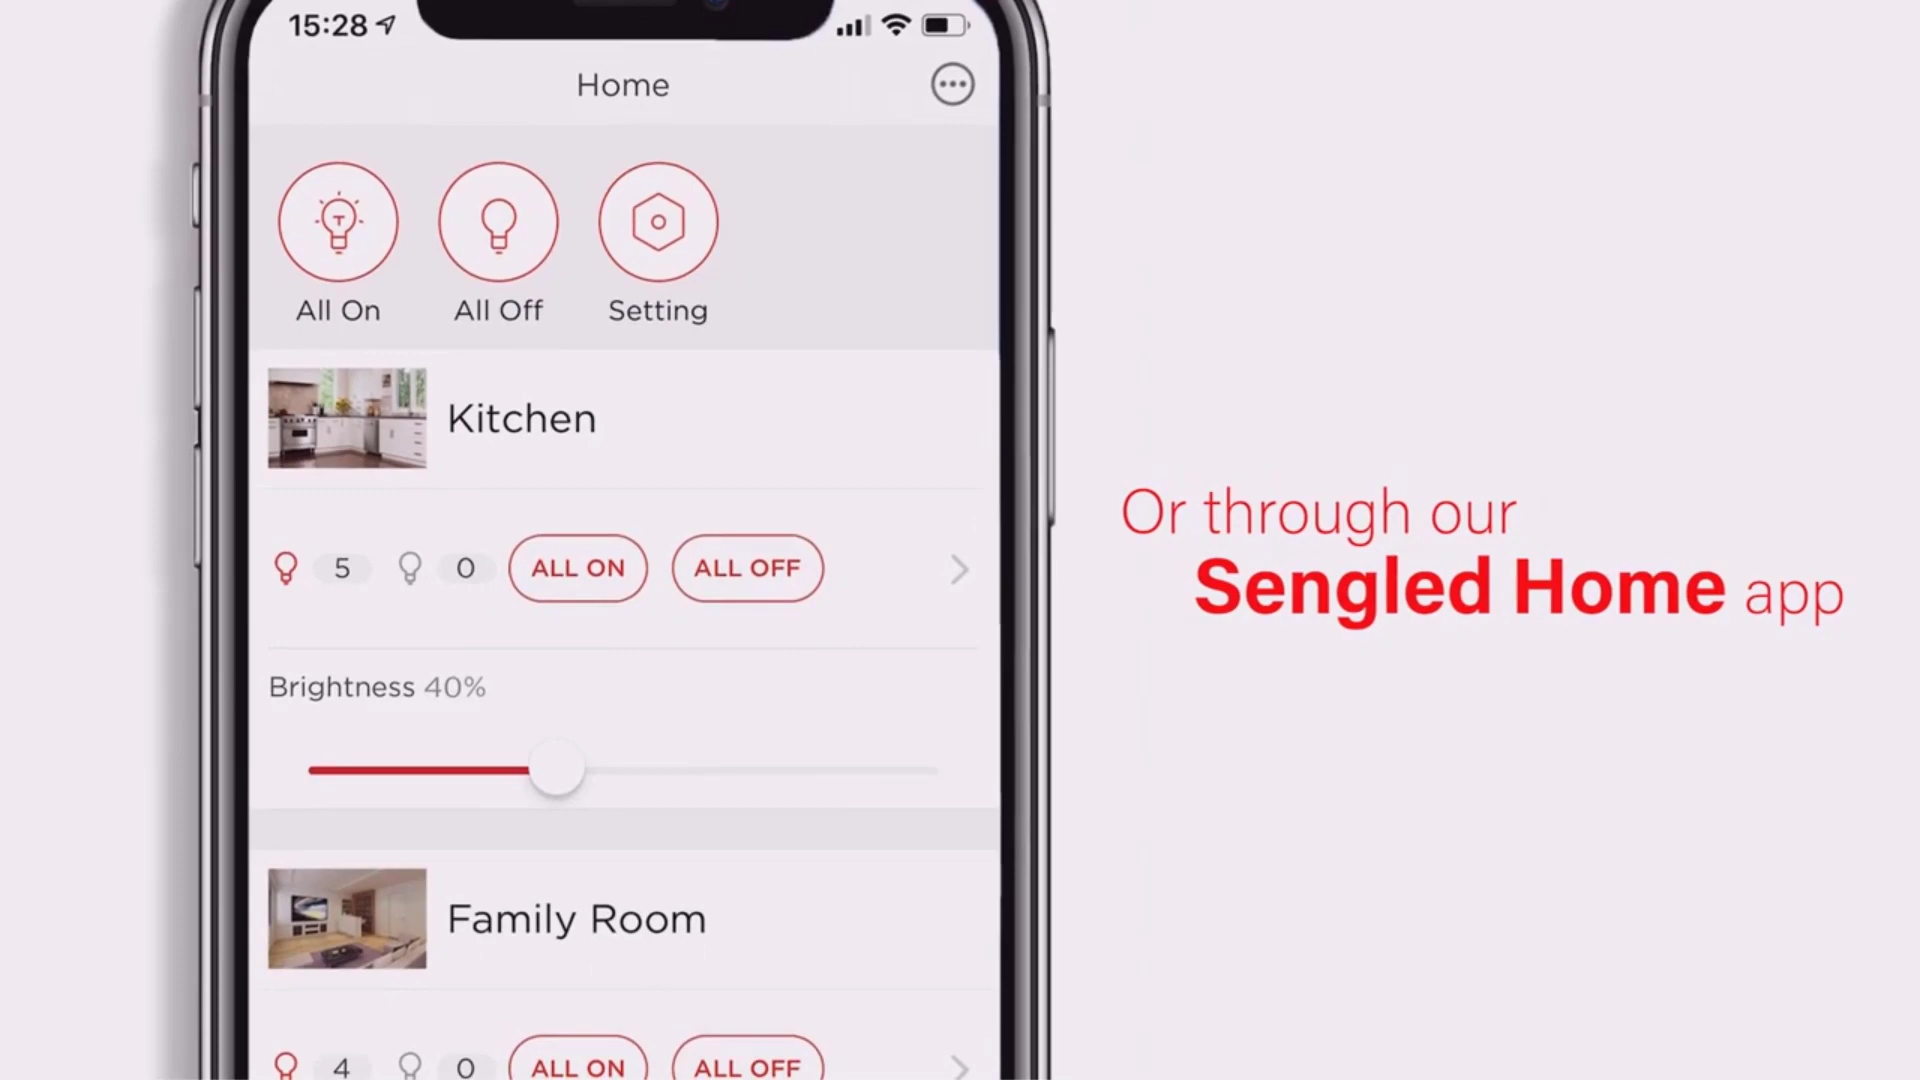 15:28
Home
All On
All Off
Setting
Kitchen
5
0
ALL ON
ALL OFF
Brightness 40%
Family Room
4
0
ALL ON
ALL OFF
Or through our
Sengled Home app